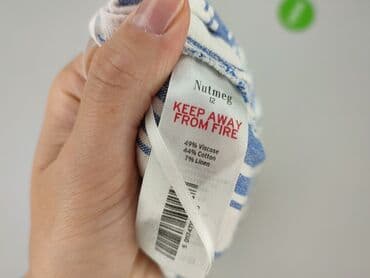 Nutmeg
12
KEEP AWAY
FROM FIRE
49% Viscose
44% Cotton
7% Linen